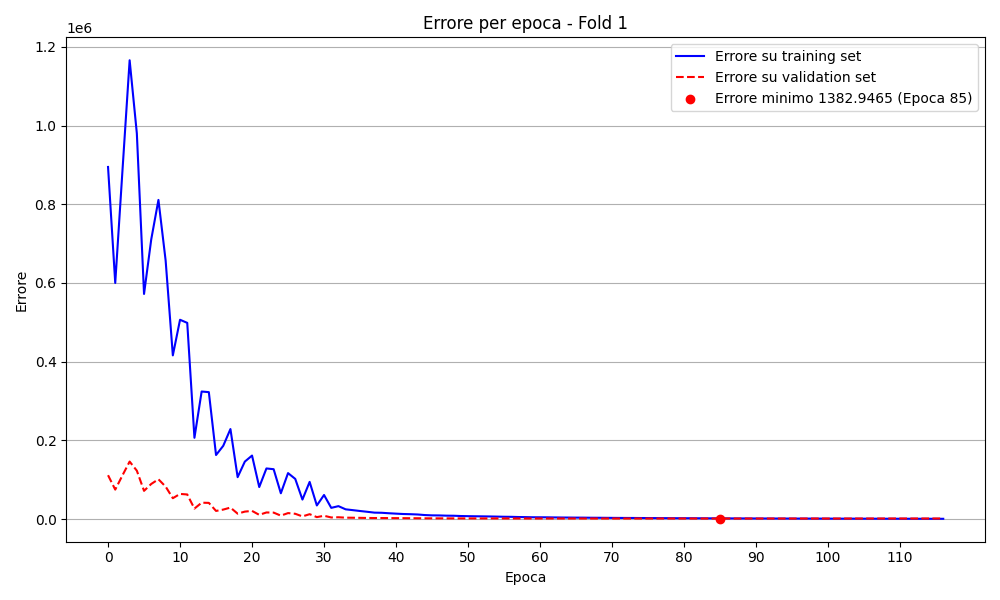 Errore per epoca - Fold 1
1e6
1.2
1.0
0.8
0.6
0.4
0.2
0.0
Errore
Errore su training set
Errore su validation set
Errore minimo 1382.9465 (Epoca 85)
0 10 20 30 40 50 60 70 80 90 100 110
Epoca